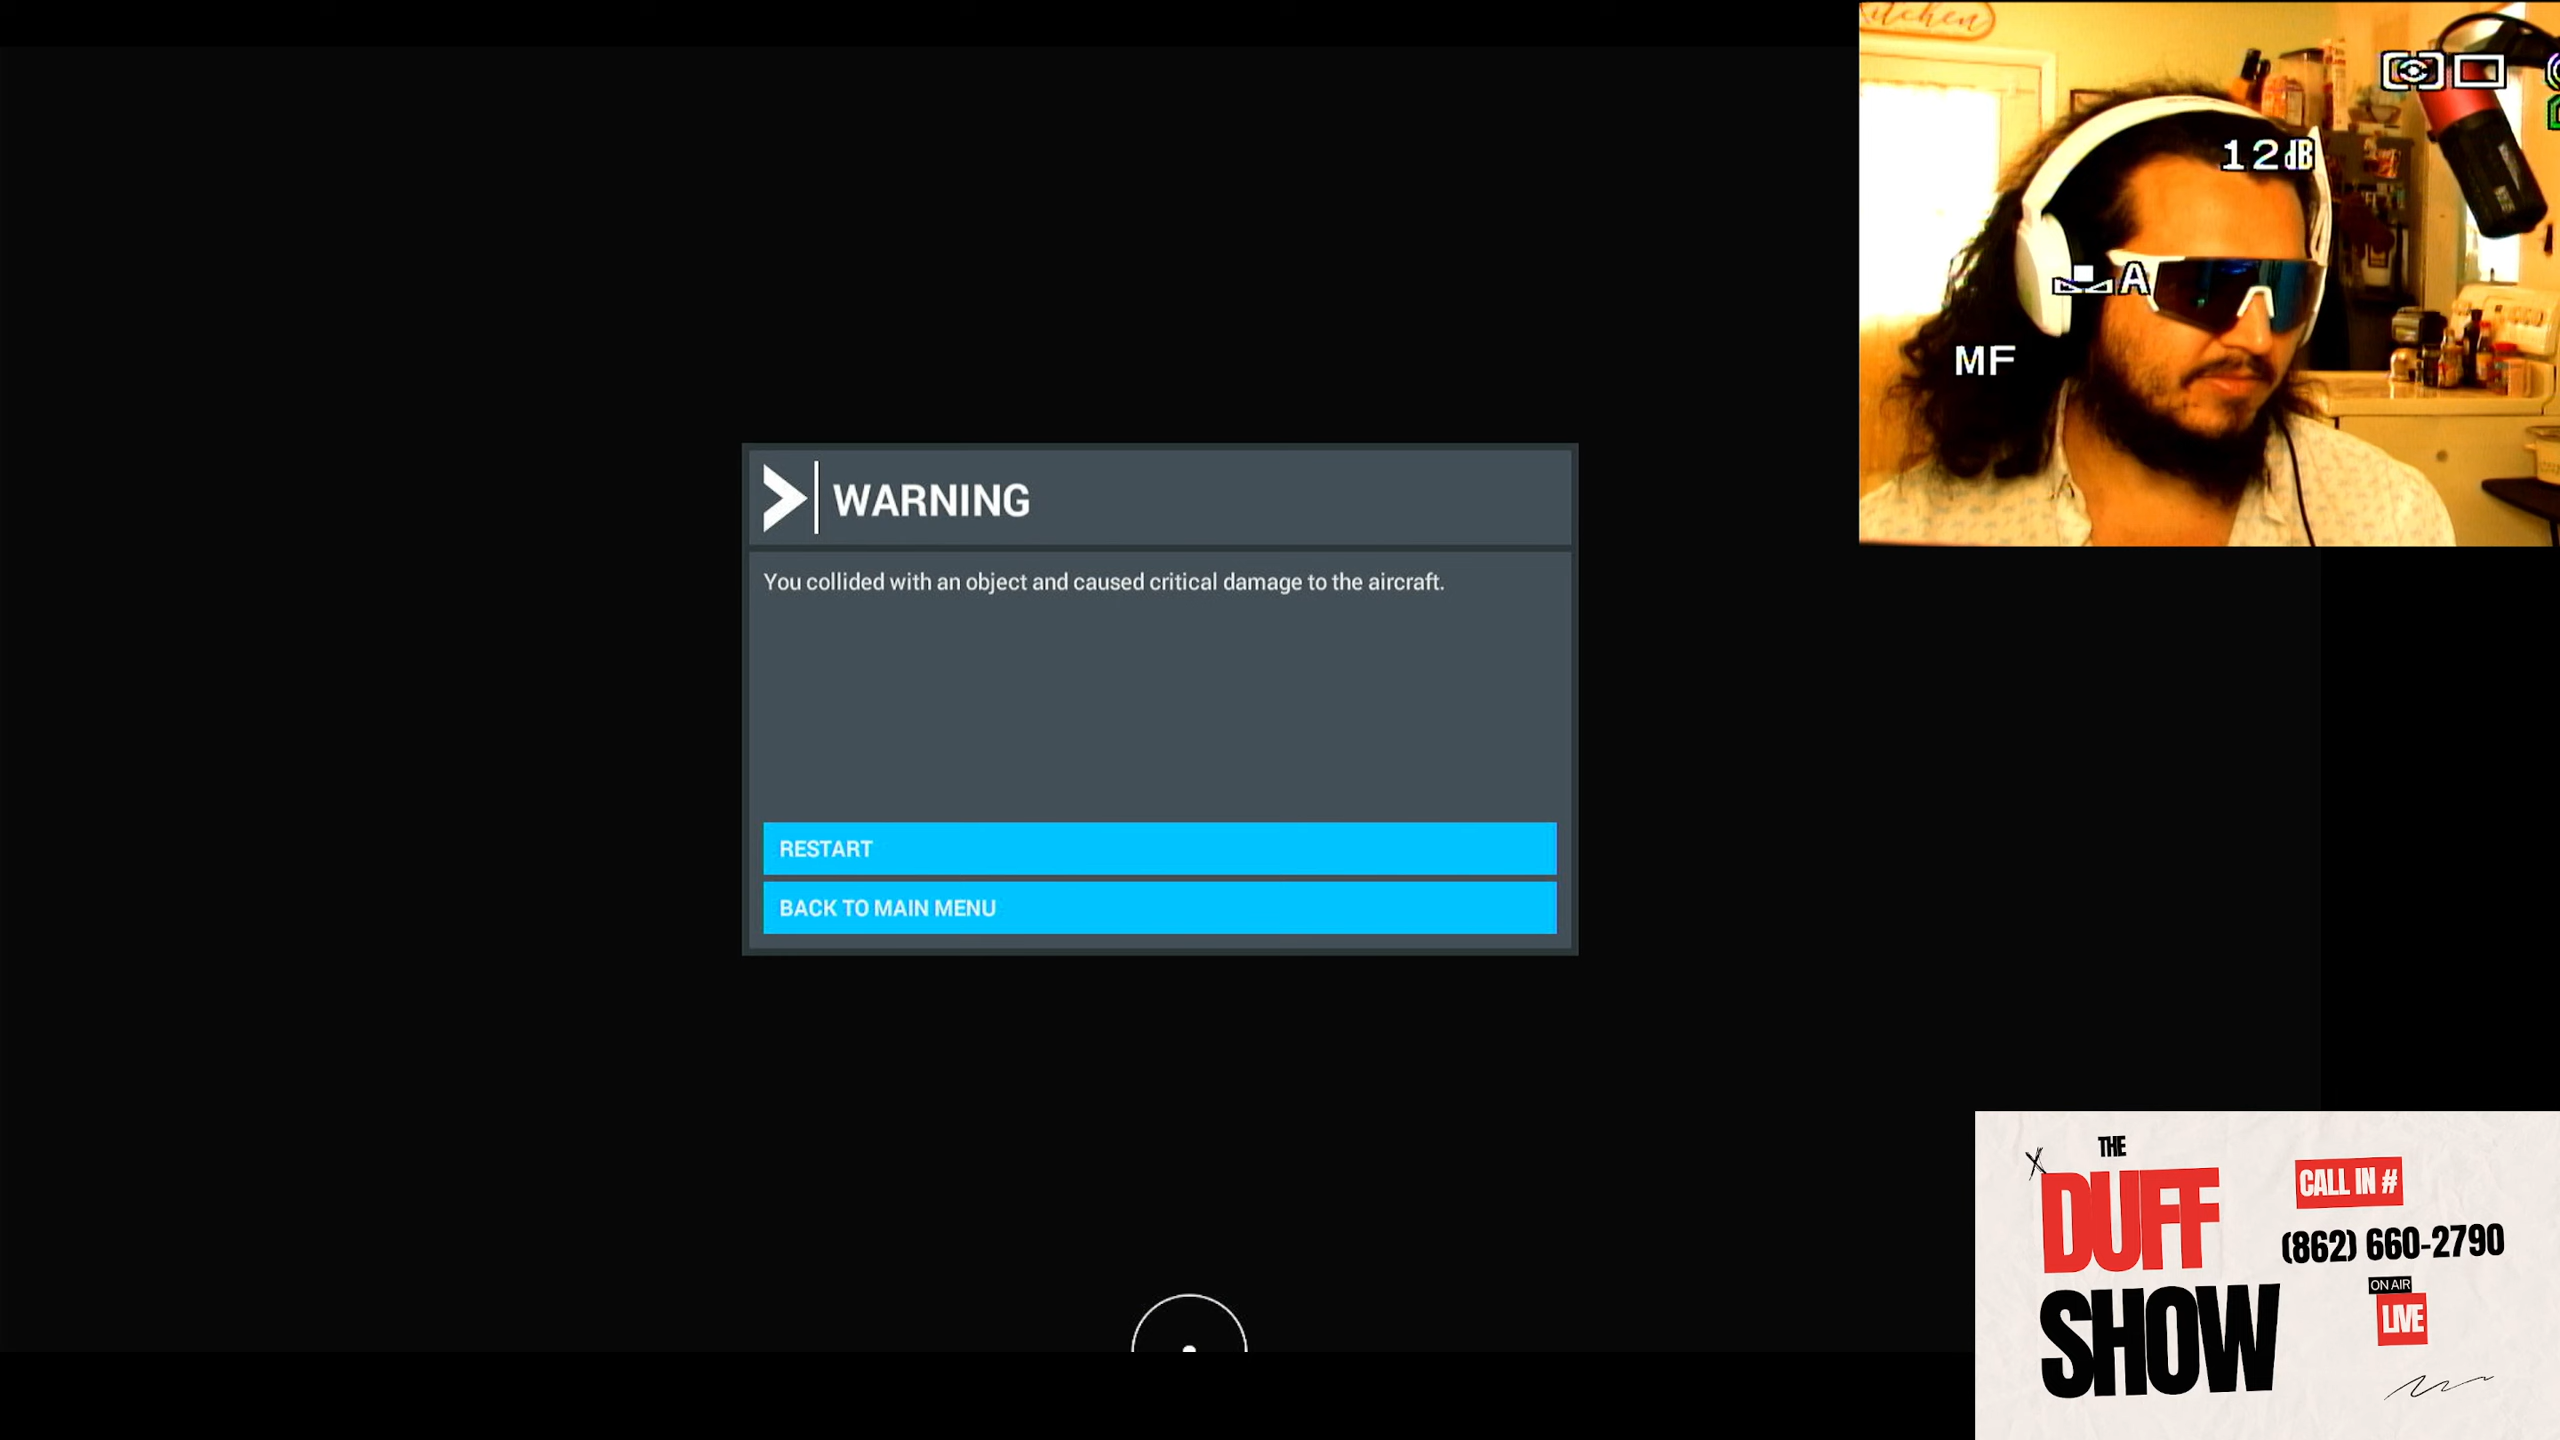 Kitchen
12dB
A
MF
WARNING
You collided with an object and caused critical damage to the aircraft.
RESTART
BACK TO MAIN MENU
THE
DUFF
SHOW
CALL IN #
(862) 660-2790
ON AIR
LIVE